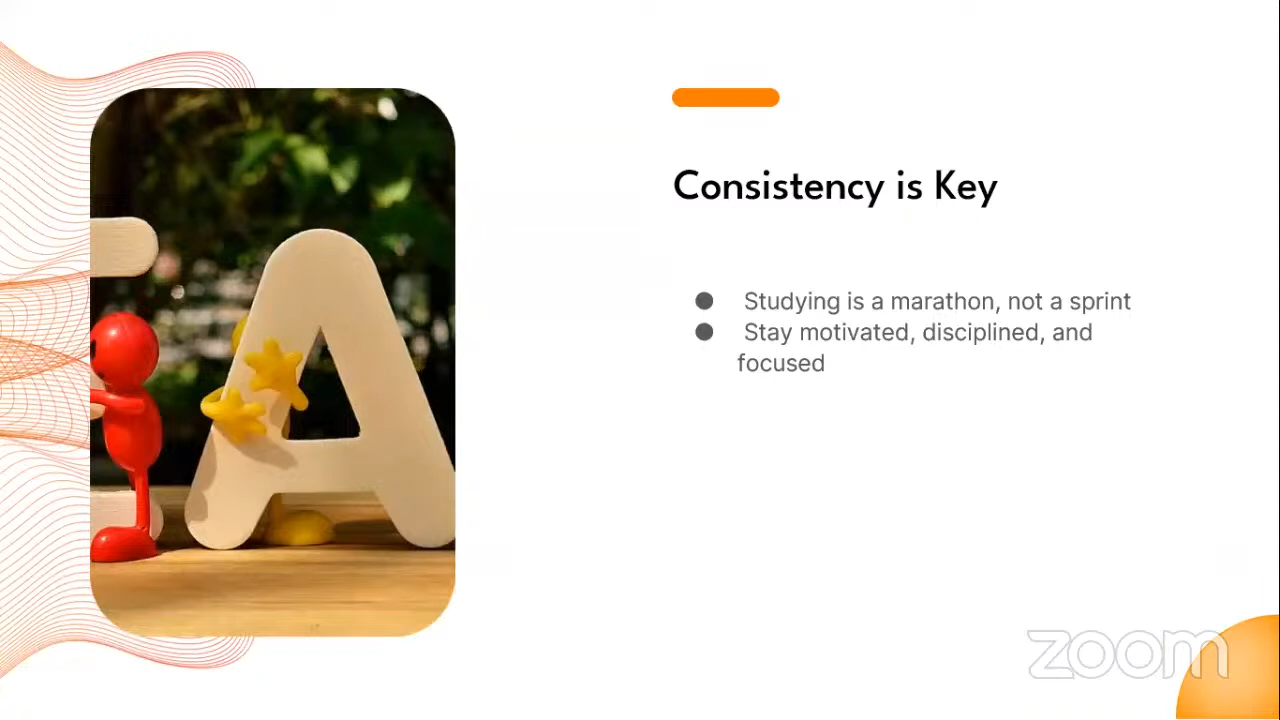 Consistency is Key
● Studying is a marathon, not a sprint
● Stay motivated, disciplined, and
focused
A
zoom